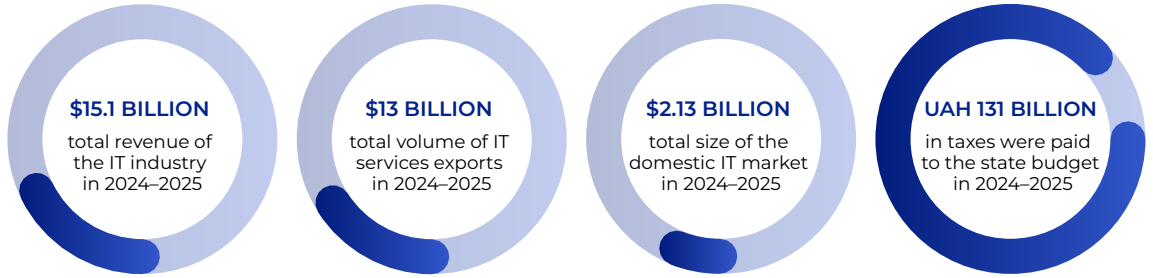 $15.1 BILLION
total revenue of
the IT industry
in 2024–2025
$13 BILLION
total volume of IT
services exports
in 2024–2025
$2.13 BILLION
total size of the
domestic IT market
in 2024–2025
UAH 131 BILLION
in taxes were paid
to the state budget
in 2024–2025